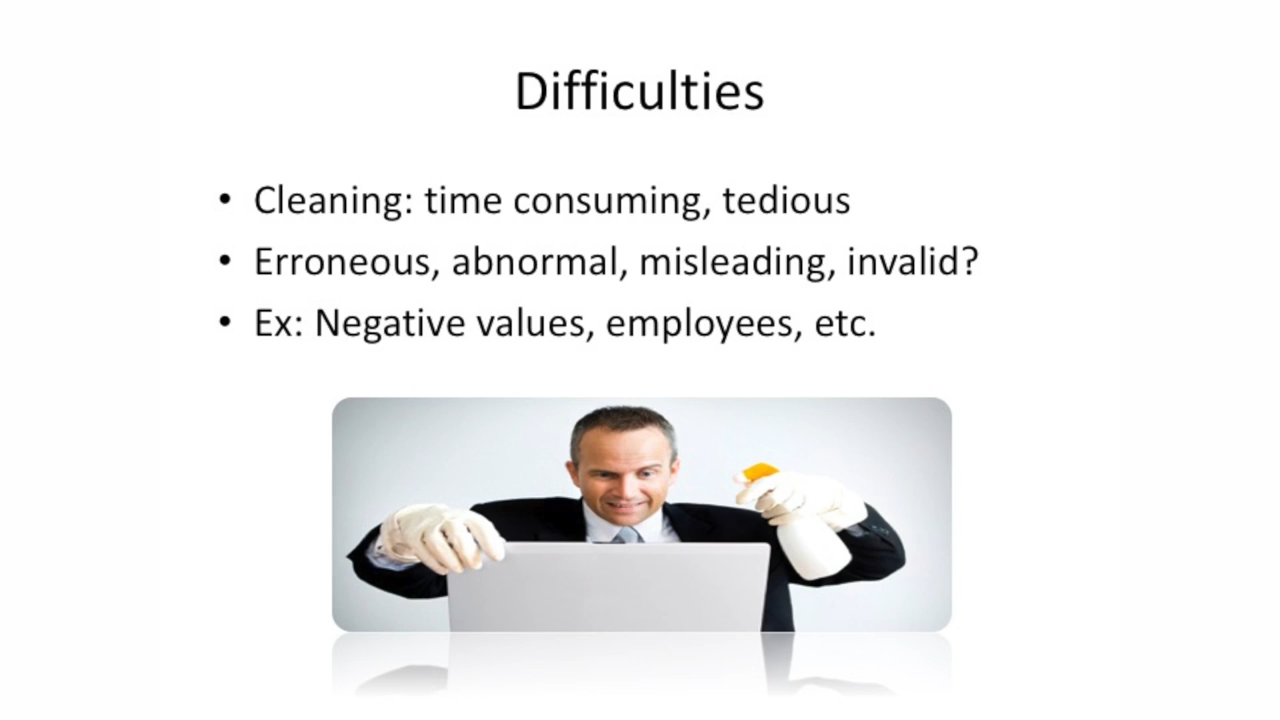 Difficulties
• Cleaning: time consuming, tedious
• Erroneous, abnormal, misleading, invalid?
• Ex: Negative values, employees, etc.